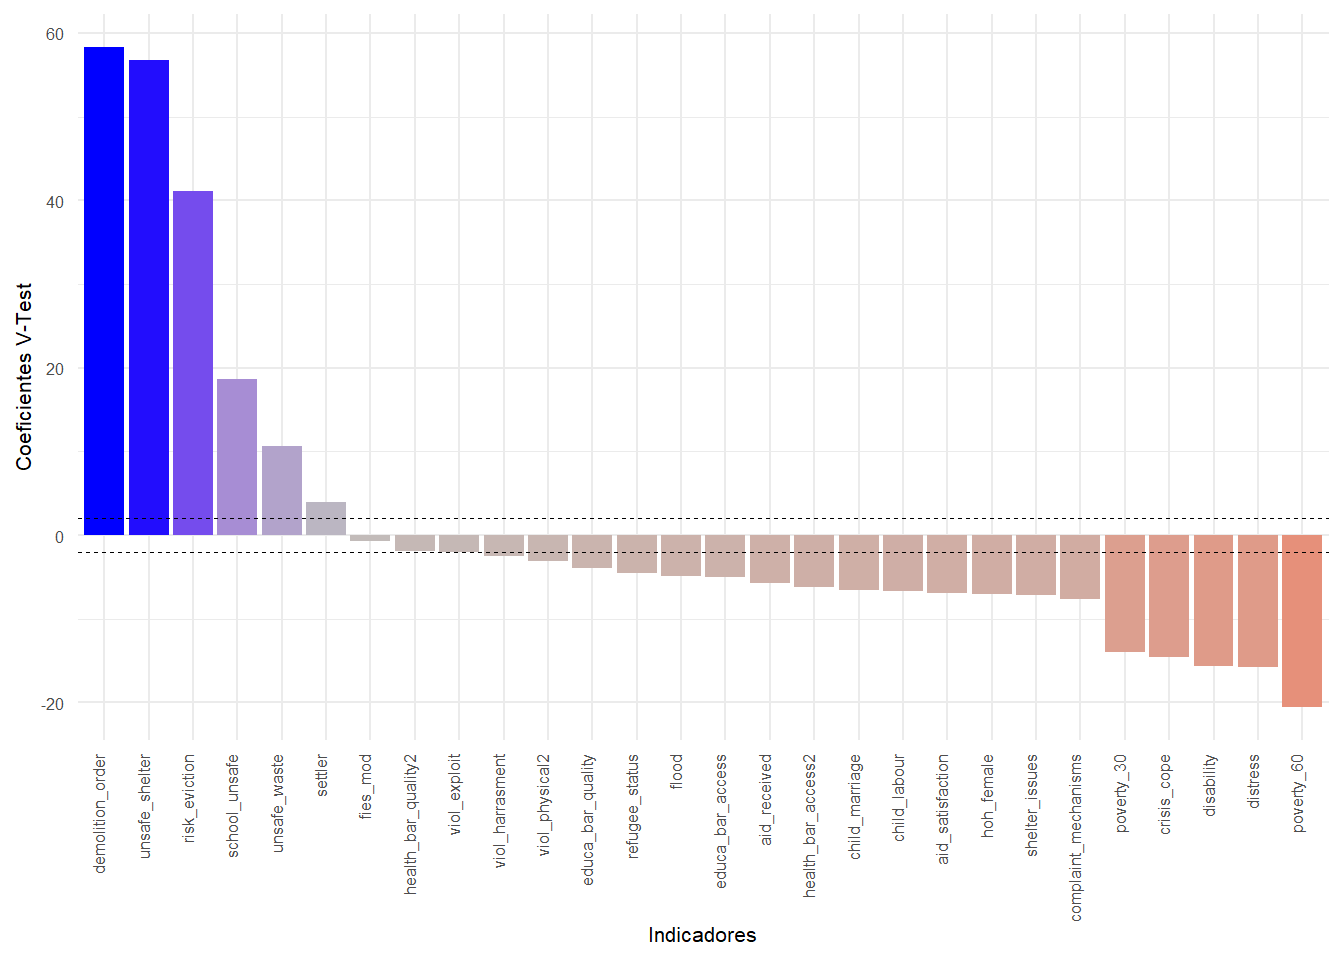 60
40
20
0
-20
Coeficientes V-Test
demolition_order
unsafe_shelter
risk_eviction
school_unsafe
unsafe_waste
settler
fies_mod
health_bar_quality2
viol_exploit
viol_harrasment
viol_physical2
educa_bar_quality
refugee_status
flood
educa_bar_access
aid_received
health_bar_access2
child_marriage
child_labour
aid_satisfaction
hoh_female
shelter_issues
complaint_mechanisms
poverty_30
crisis_cope
disability
distress
poverty_60
Indicadores